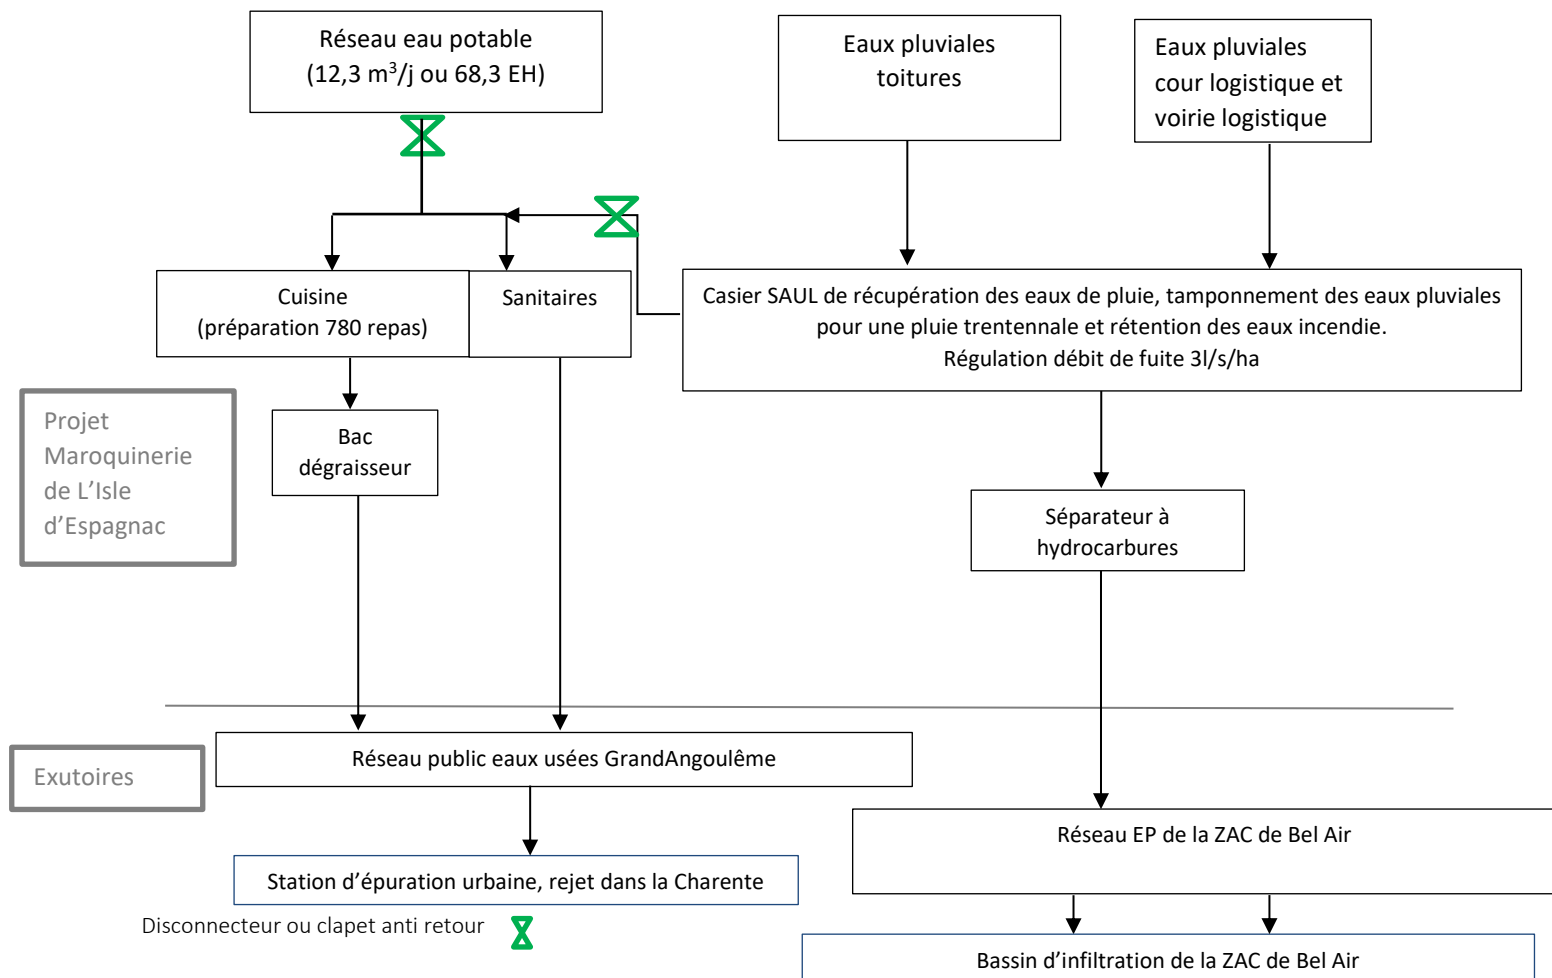 Réseau eau potable
(12,3 m³/j ou 68,3 EH)
Eaux pluviales
toitures
Eaux pluviales
cour logistique et
voirie logistique
Cuisine
(préparation 780 repas)
Sanitaires
Casier SAUL de récupération des eaux de pluie, tamponnement des eaux pluviales
pour une pluie trentennale et rétention des eaux incendie.
Régulation débit de fuite 3l/s/ha
Projet
Maroquinerie
de L’Isle
d’Espagnac
Bac
dégraisseur
Séparateur à
hydrocarbures
Exutoires
Réseau public eaux usées GrandAngoulême
Réseau EP de la ZAC de Bel Air
Station d’épuration urbaine, rejet dans la Charente
Disconnecteur ou clapet anti retour
Bassin d’infiltration de la ZAC de Bel Air